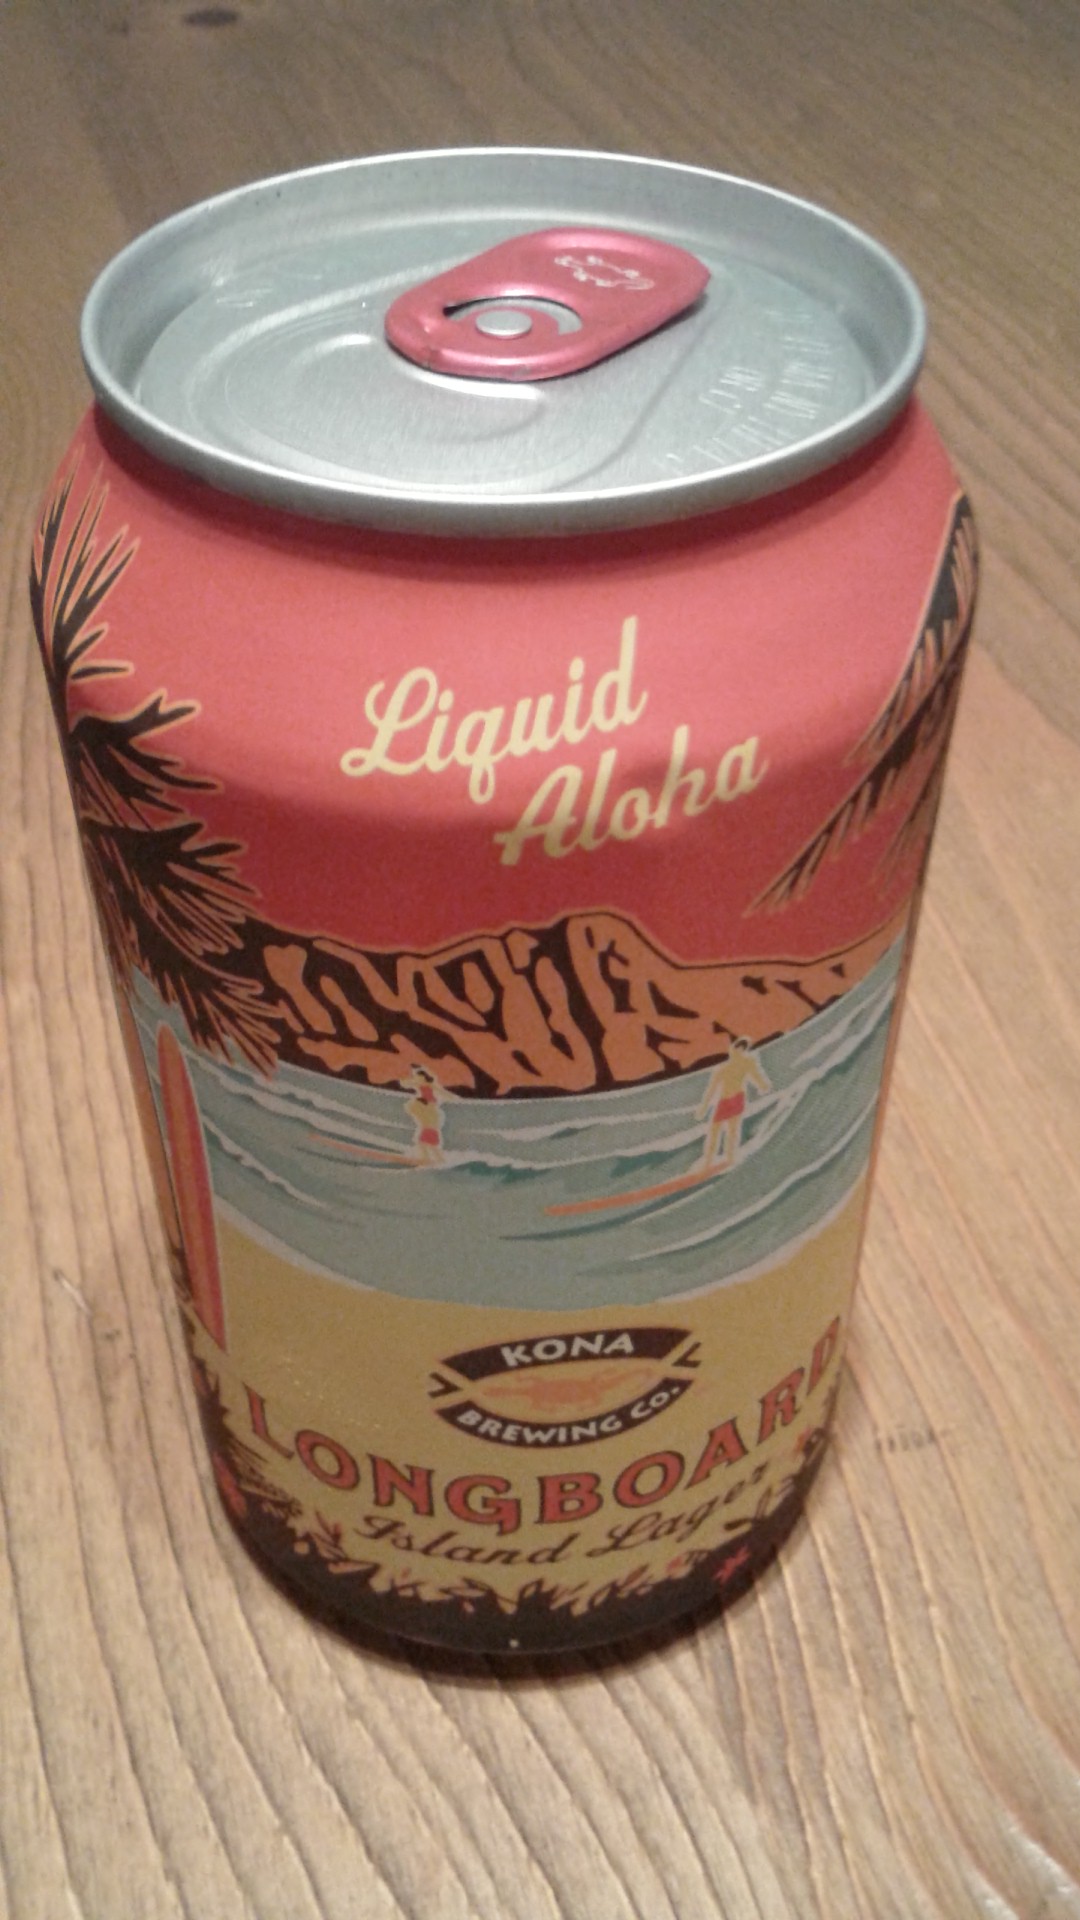 Liquid
Aloha
KONA
BREWING CO.
LONGBOARD
Island Lager